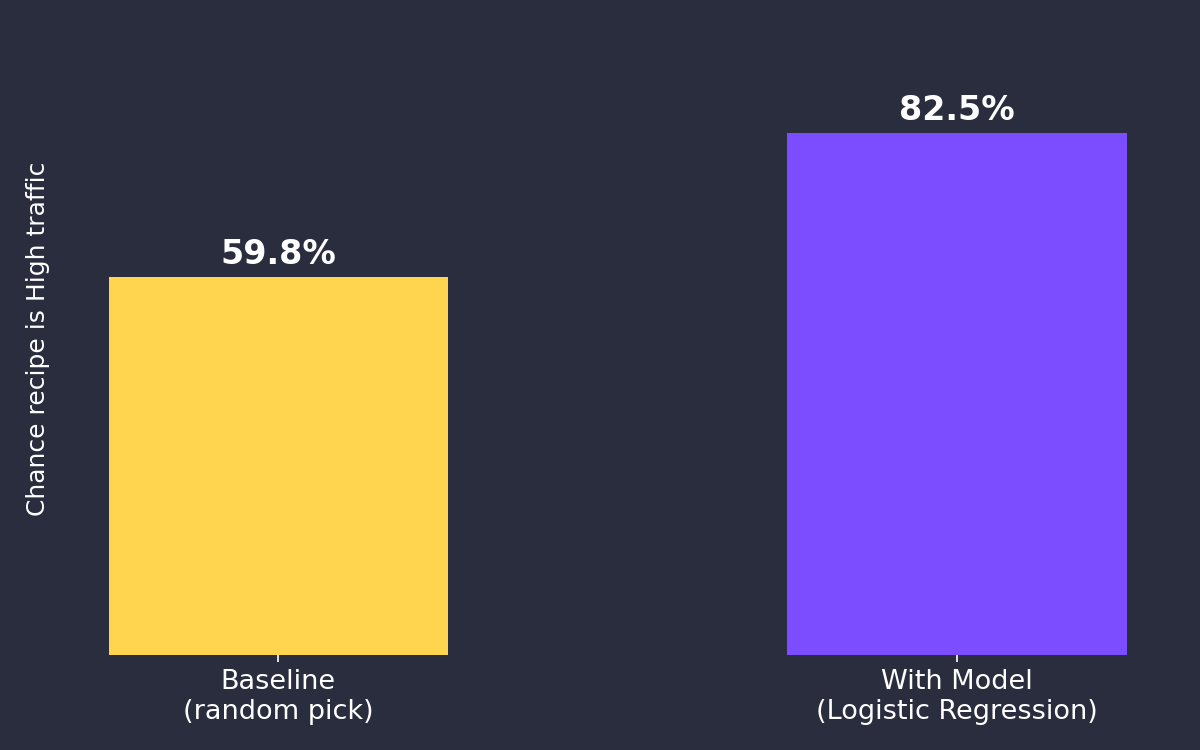 Chance recipe is High traffic
59.8%
82.5%
Baseline
(random pick)
With Model
(Logistic Regression)